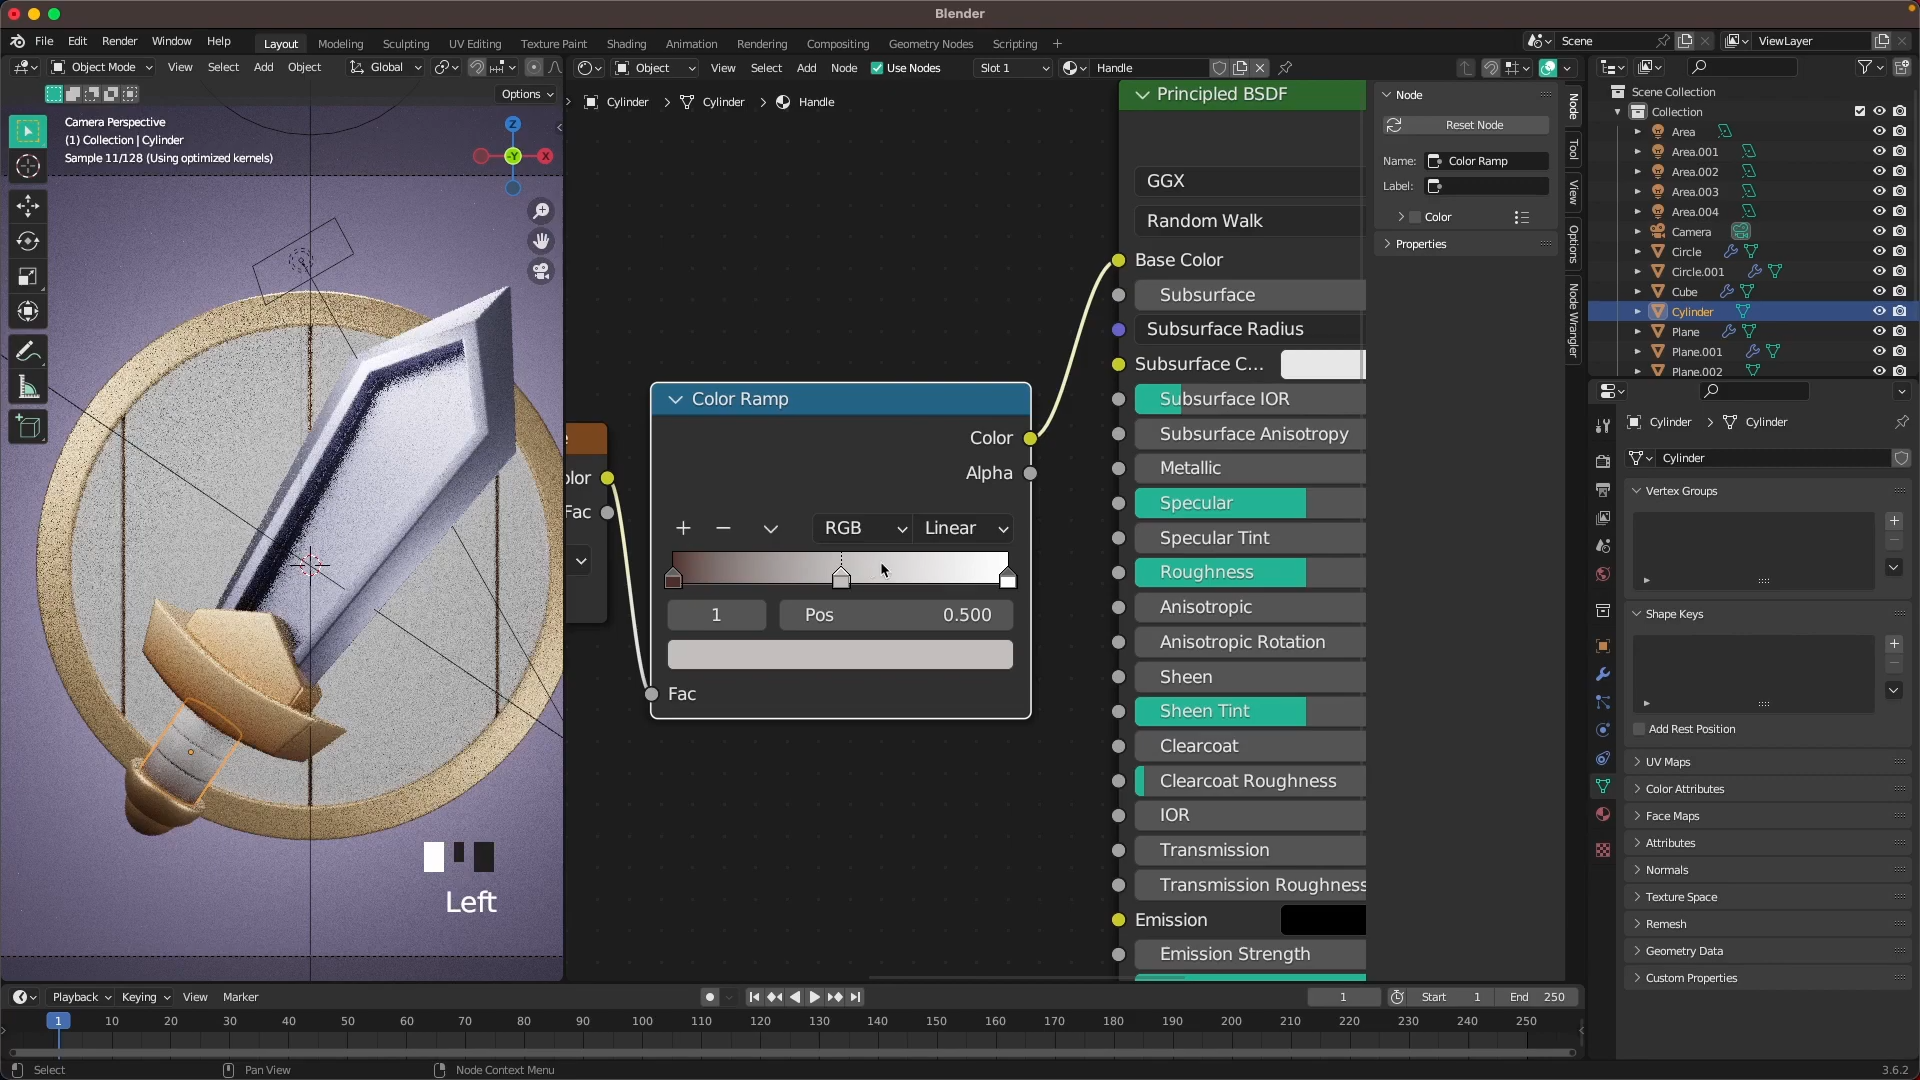 Blender
File Edit Render Window Help Layout Modeling Sculpting UV Editing Texture Paint Shading Animation Rendering Compositing Geometry Nodes Scripting + Scene ViewLayer
Object Mode View Select Add Object Global Object View Select Add Node Use Nodes Slot 1 Handle
Options
Cylinder > Cylinder > Handle
Camera Perspective
(1) Collection | Cylinder
Sample 11/128 (Using optimized kernels)
Z
-Y
X
Left
olor
Fac
Color Ramp
Color
Alpha
RGB Linear
1 Pos 0.500
Fac
Principled BSDF
GGX
Random Walk
Base Color
Subsurface
Subsurface Radius
Subsurface C...
Subsurface IOR
Subsurface Anisotropy
Metallic
Specular
Specular Tint
Roughness
Anisotropic
Anisotropic Rotation
Sheen
Sheen Tint
Clearcoat
Clearcoat Roughness
IOR
Transmission
Transmission Roughness
Emission
Emission Strength
Node
Reset Node
Name: Color Ramp
Label:
Color
Properties
Node
Tool
View
Options
Node Wrangler
Scene Collection
Collection
Area
Area.001
Area.002
Area.003
Area.004
Camera
Circle
Circle.001
Cube
Cylinder
Plane
Plane.001
Plane.002
Cylinder > Cylinder
Cylinder
Vertex Groups
Shape Keys
Add Rest Position
UV Maps
Color Attributes
Face Maps
Attributes
Normals
Texture Space
Remesh
Geometry Data
Custom Properties
Playback Keying View Marker 1 Start 1 End 250
1 10 20 30 40 50 60 70 80 90 100 110 120 130 140 150 160 170 180 190 200 210 220 230 240 250
Select Pan View Node Context Menu 3.6.2